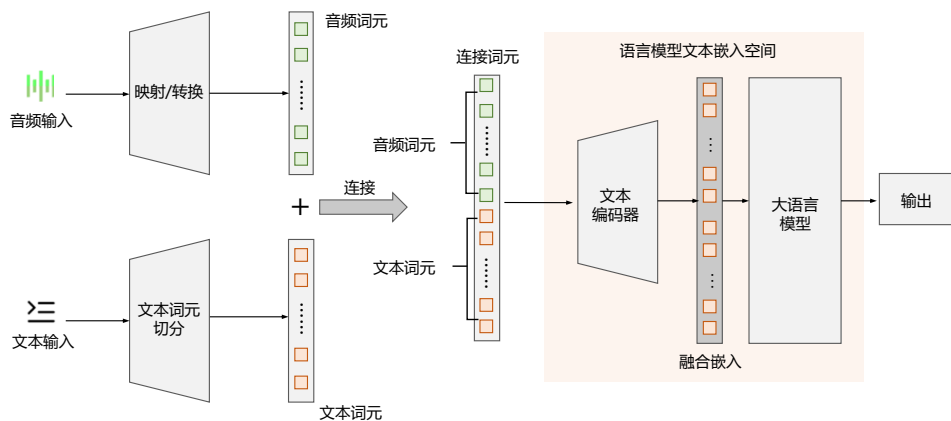 音频输入
映射/转换
音频词元
文本输入
文本词元
切分
文本词元
+
连接
连接词元
音频词元
文本词元
语言模型文本嵌入空间
文本
编码器
融合嵌入
大语言
模型
输出